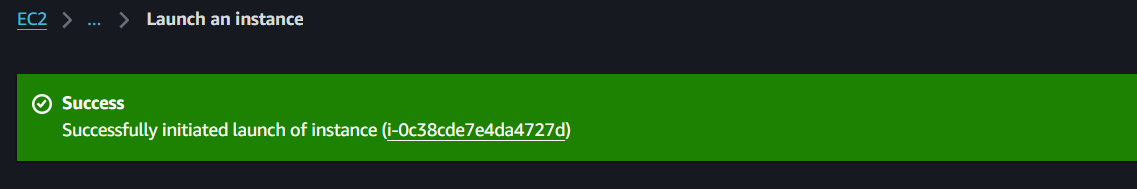 EC2 > ... > Launch an instance
Success
Successfully initiated launch of instance (i-0c38cde7e4da4727d)